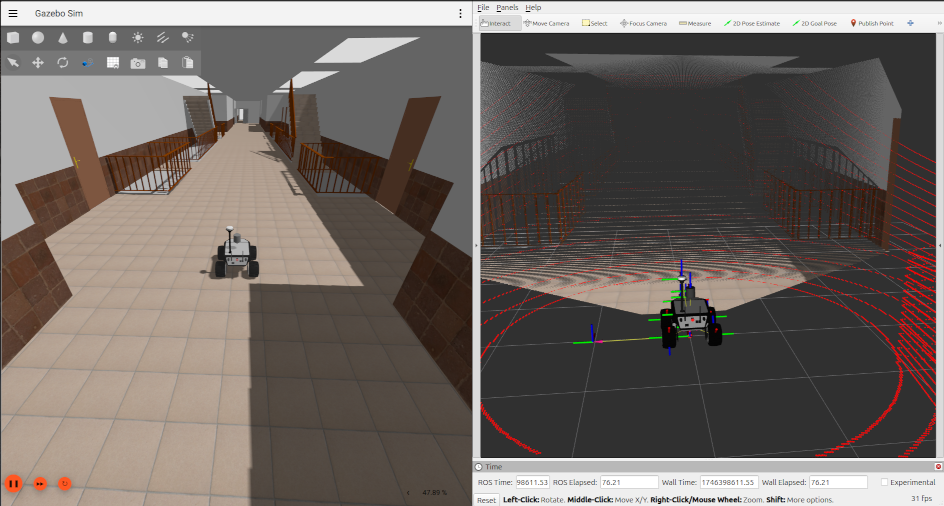 Gazebo Sim
47.89 %
File Panels Help
Interact Move Camera Select Focus Camera Measure 2D Pose Estimate 2D Goal Pose Publish Point
Time
ROS Time: 98611.53 ROS Elapsed: 76.21 Wall Time: 1746398611.55 Wall Elapsed: 76.21 Experimental
Reset Left-Click: Rotate. Middle-Click: Move X/Y. Right-Click/Mouse Wheel: Zoom. Shift: More options. 31 fps